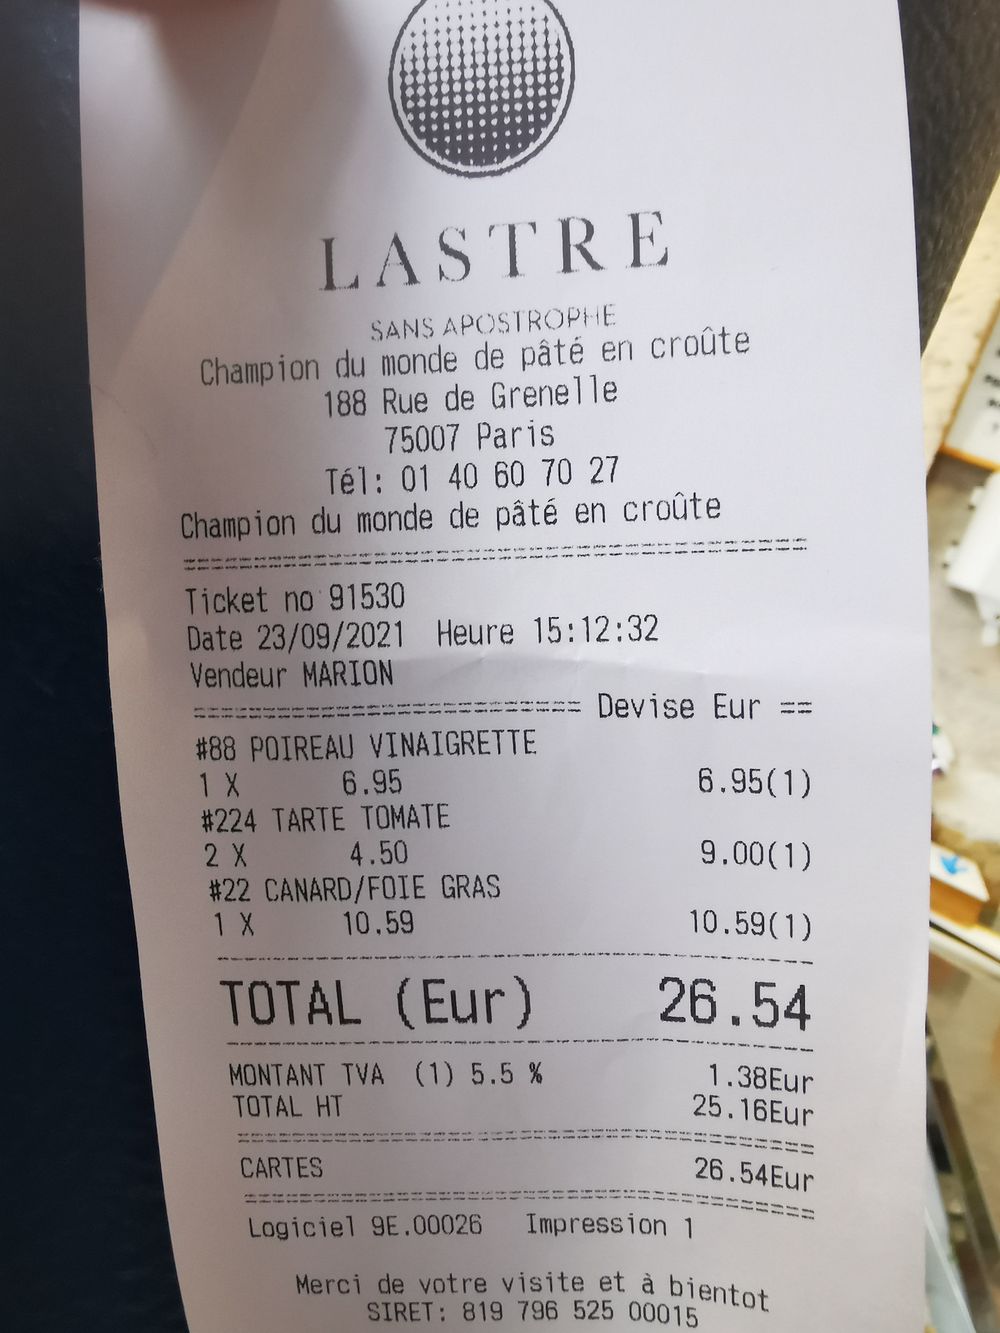 LASTRE
SANS APOSTROPHE
Champion du monde de pâté en croûte
188 Rue de Grenelle
75007 Paris
Tél: 01 40 60 70 27
Champion du monde de pâté en croûte
Ticket no 91530
Date 23/09/2021 Heure 15:12:32
Vendeur MARION
============================ Devise Eur ==
#88 POIREAU VINAIGRETTE
1 X 6.95 6.95(1)
#224 TARTE TOMATE
2 X 4.50 9.00(1)
#22 CANARD/FOIE GRAS
1 X 10.59 10.59(1)
TOTAL (Eur) 26.54
MONTANT TVA (1) 5.5 % 1.38Eur
TOTAL HT 25.16Eur
CARTES 26.54Eur
Logiciel 9E.00026 Impression 1
Merci de votre visite et à bientot
SIRET: 819 796 525 00015